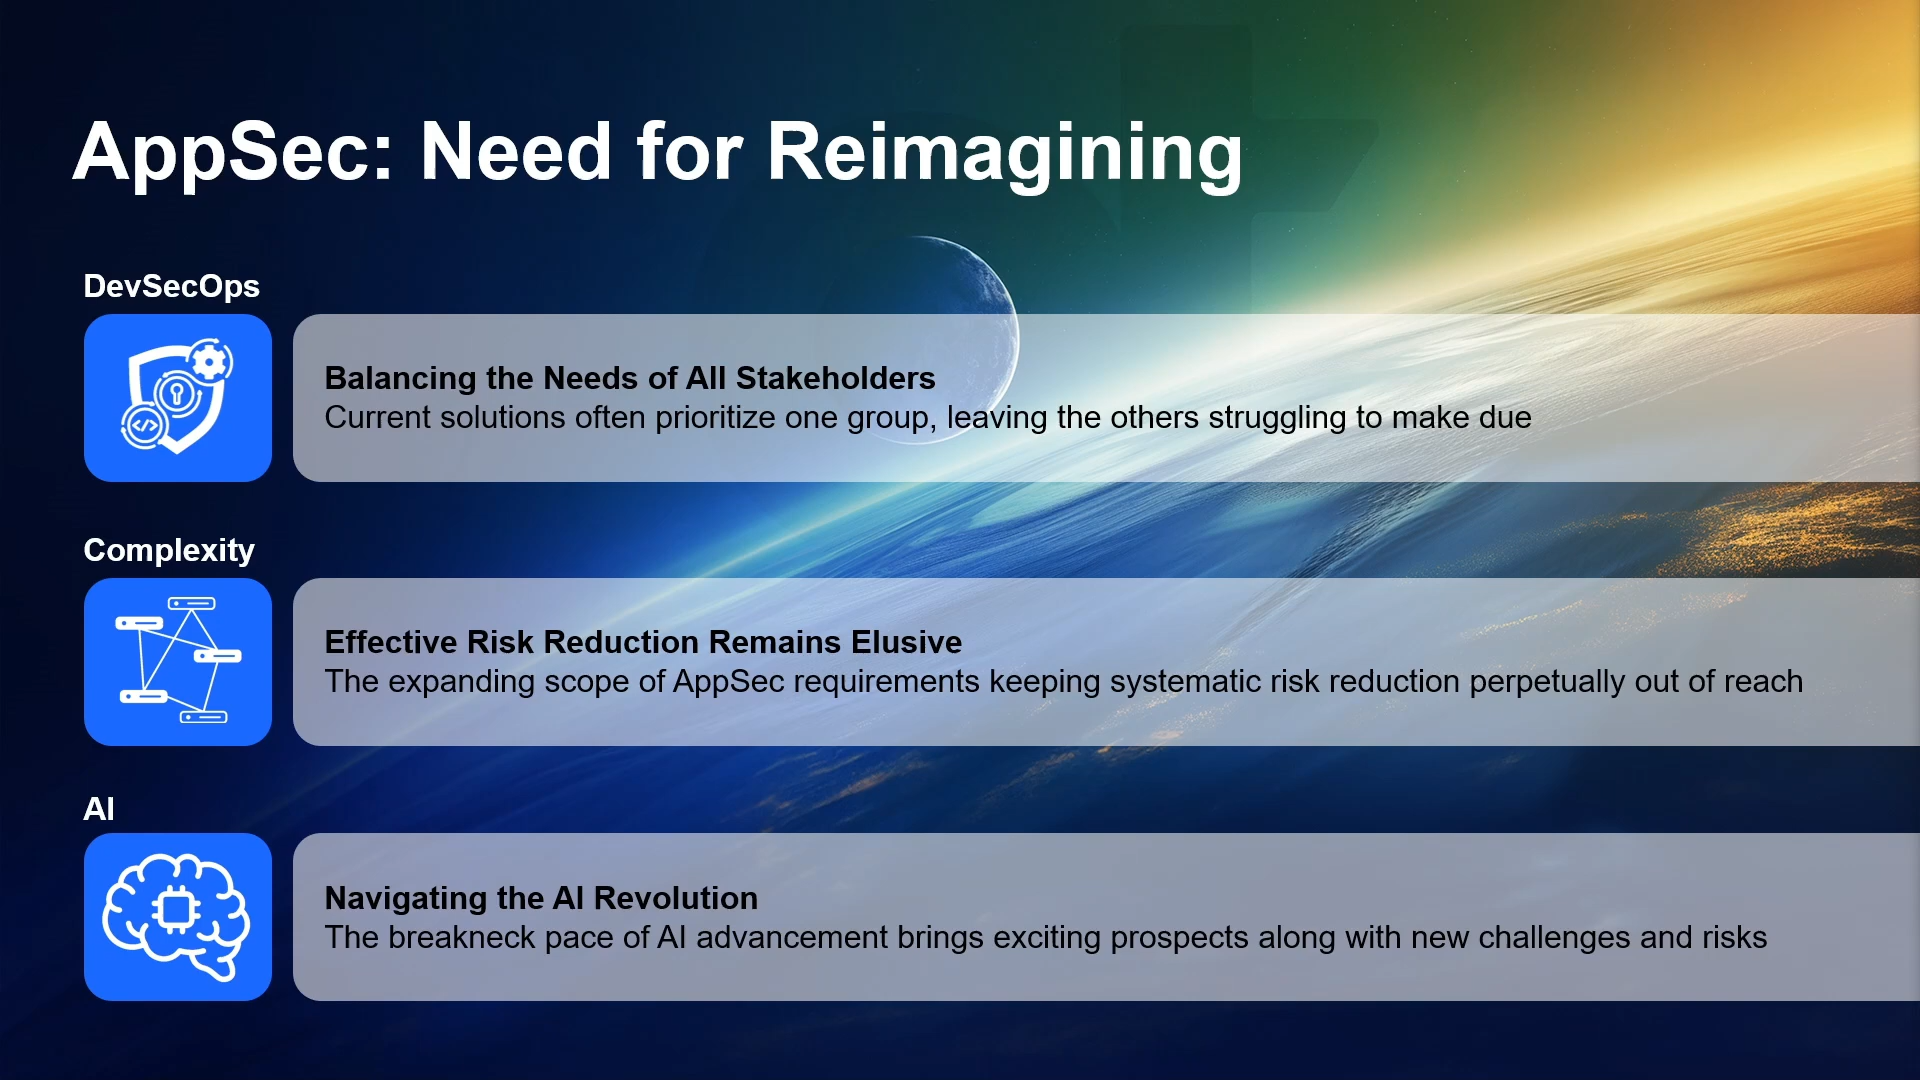 AppSec: Need for Reimagining
DevSecOps
Balancing the Needs of All Stakeholders
Current solutions often prioritize one group, leaving the others struggling to make due
Complexity
Effective Risk Reduction Remains Elusive
The expanding scope of AppSec requirements keeping systematic risk reduction perpetually out of reach
AI
Navigating the AI Revolution
The breakneck pace of AI advancement brings exciting prospects along with new challenges and risks